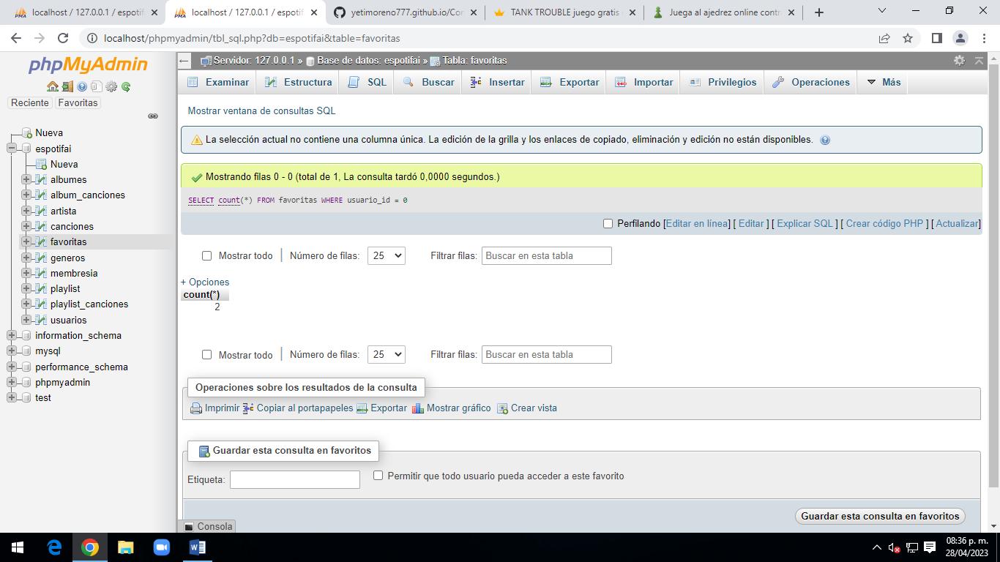 localhost / 127.0.0.1 / espotif
localhost / 127.0.0.1 / espotif
yetimoreno777.github.io/Cor
TANK TROUBLE juego gratis
Juega al ajedrez online contr
localhost/phpmyadmin/tbl_sql.php?db=espotifai&table=favoritas
phpMyAdmin
Reciente
Favoritas
Nueva
espotifai
Nueva
albumes
album_canciones
artista
canciones
favoritas
generos
membresia
playlist
playlist_canciones
usuarios
information_schema
mysql
performance_schema
phpmyadmin
test
Servidor: 127.0.0.1 » Base de datos: espotifai » Tabla: favoritas
Examinar Estructura SQL Buscar Insertar Exportar Importar Privilegios Operaciones Más
Mostrar ventana de consultas SQL
La selección actual no contiene una columna única. La edición de la grilla y los enlaces de copiado, eliminación y edición no están disponibles.
Mostrando filas 0 - 0 (total de 1, La consulta tardó 0,0000 segundos.)
SELECT count(*) FROM favoritas WHERE usuario_id = 0
Perfilando [Editar en línea] [ Editar ] [ Explicar SQL ] [ Crear código PHP ] [ Actualizar]
Mostrar todo | Número de filas: 25 Filtrar filas: Buscar en esta tabla
+ Opciones
count(*)
2
Mostrar todo | Número de filas: 25 Filtrar filas: Buscar en esta tabla
Operaciones sobre los resultados de la consulta
Imprimir Copiar al portapapeles Exportar Mostrar gráfico Crear vista
Guardar esta consulta en favoritos
Etiqueta: Permitir que todo usuario pueda acceder a este favorito
Guardar esta consulta en favoritos
Consola
08:36 p. m.
28/04/2023